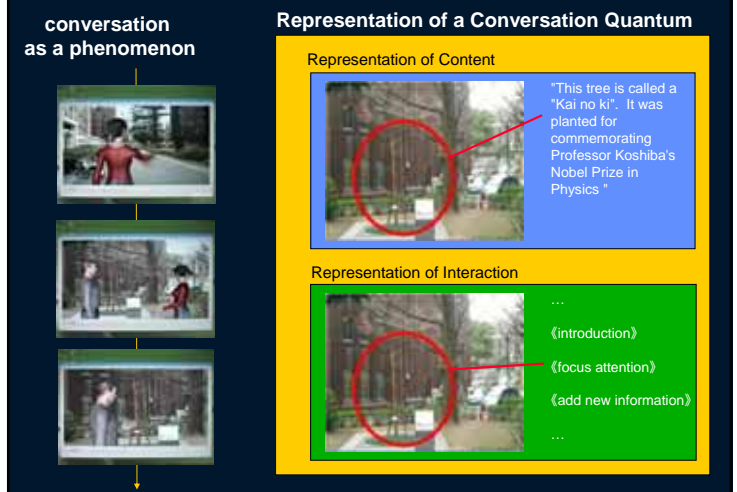 conversation
as a phenomenon
Representation of a Conversation Quantum
Representation of Content
"This tree is called a
"Kai no ki".  It was
planted for
commemorating
Professor Koshiba's
Nobel Prize in
Physics "
Representation of Interaction
…
《introduction》
《focus attention》
《add new information》
…